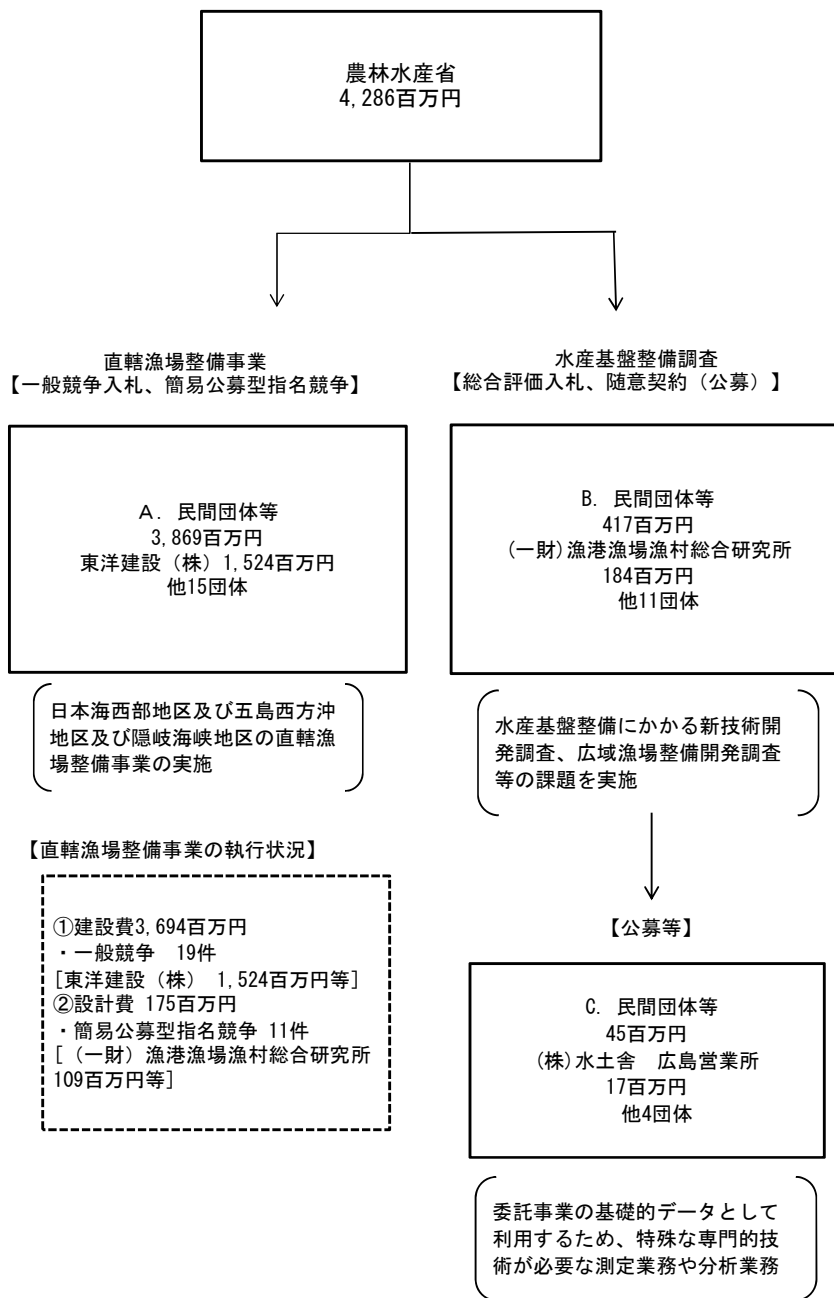 農林水産省
4,286百万円
直轄漁場整備事業
【一般競争入札、簡易公募型指名競争】
A. 民間団体等
3,869百万円
東洋建設（株）1,524百万円
他15団体
日本海西部地区及び五島西方沖
地区及び隠岐海峡地区の直轄漁
場整備事業の実施
【直轄漁場整備事業の執行状況】
①建設費3,694百万円
・一般競争 19件
[東洋建設（株） 1,524百万円等]
②設計費 175百万円
・簡易公募型指名競争 11件
[（一財）漁港漁場漁村総合研究所
109百万円等]
水産基盤整備調査
【総合評価入札、随意契約（公募）】
B. 民間団体等
417百万円
(一財)漁港漁場漁村総合研究所
184百万円
他11団体
水産基盤整備にかかる新技術開
発調査、広域漁場整備開発調査
等の課題を実施
【公募等】
C. 民間団体等
45百万円
(株)水土舎 広島営業所
17百万円
他4団体
委託事業の基礎的データとして
利用するため、特殊な専門的技
術が必要な測定業務や分析業務